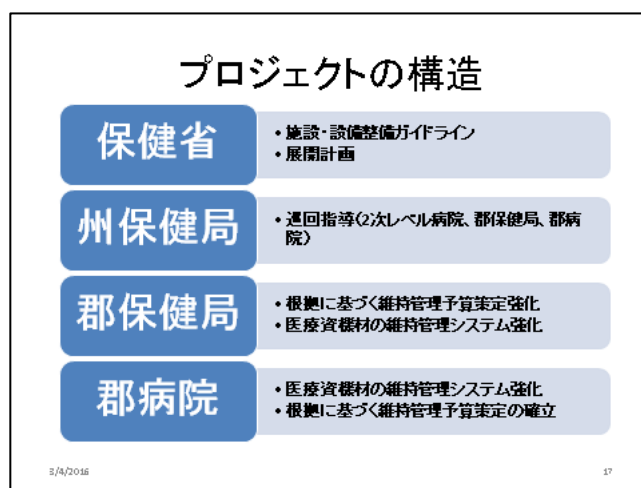 プロジェクトの構造
保健省
・施設・設備整備ガイドライン
・展開計画
州保健局
・巡回指導(2次レベル病院、郡保健局、郡病
院)
郡保健局
・根拠に基づく維持管理予算策定強化
・医療資機材の維持管理システム強化
郡病院
・医療資機材の維持管理システム強化
・根拠に基づく維持管理予算策定の確立
3/4/2016
17